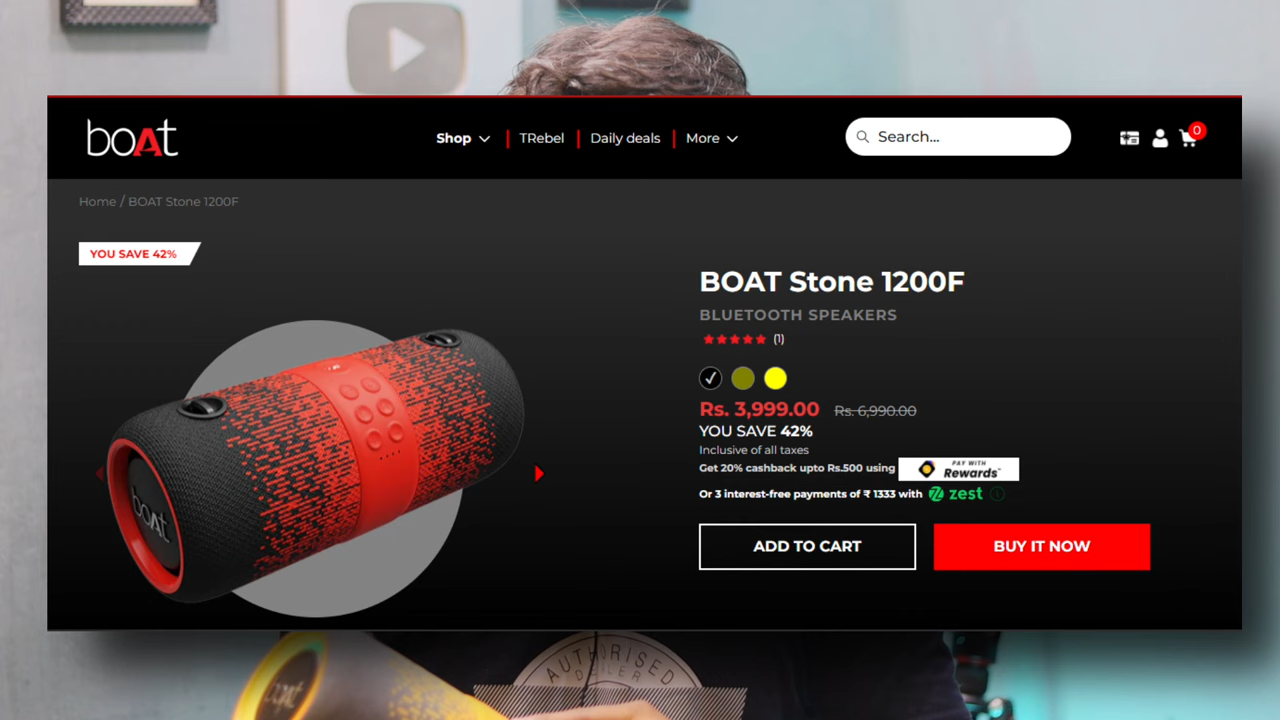 boAt
Shop
TRebel
Daily deals
More
Search...
0
Home / BOAT Stone 1200F
YOU SAVE 42%
BOAT Stone 1200F
BLUETOOTH SPEAKERS
(1)
Rs. 3,999.00 Rs. 6,990.00
YOU SAVE 42%
Inclusive of all taxes
Get 20% cashback upto Rs.500 using PAY WITH Rewards
Or 3 interest-free payments of ₹ 1333 with zest
ADD TO CART
BUY IT NOW
boAt
boAt
AUTHORISED
DEALER